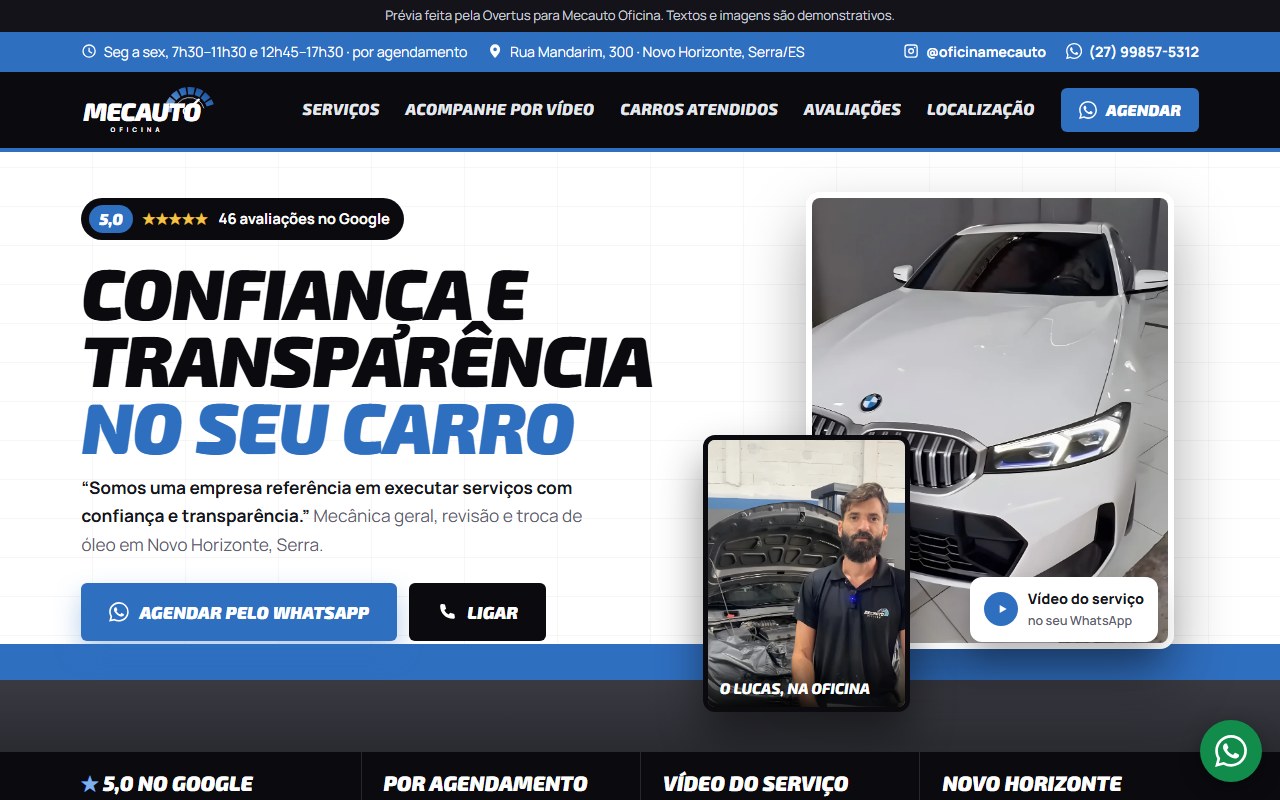 Prévia feita pela Overtus para Mecauto Oficina. Textos e imagens são demonstrativos.
Seg a sex, 7h30–11h30 e 12h45–17h30 · por agendamento
Rua Mandarim, 300 · Novo Horizonte, Serra/ES
@oficinamecauto
(27) 99857-5312
MECAUTO
OFICINA
SERVIÇOS
ACOMPANHE POR VÍDEO
CARROS ATENDIDOS
AVALIAÇÕES
LOCALIZAÇÃO
AGENDAR
5,0 ★★★★★ 46 avaliações no Google
CONFIANÇA E
TRANSPARÊNCIA
NO SEU CARRO
“Somos uma empresa referência em executar serviços com
confiança e transparência.” Mecânica geral, revisão e troca de
óleo em Novo Horizonte, Serra.
AGENDAR PELO WHATSAPP
LIGAR
MECAUTO
O LUCAS, NA OFICINA
Vídeo do serviço
no seu WhatsApp
★ 5,0 NO GOOGLE
POR AGENDAMENTO
VÍDEO DO SERVIÇO
NOVO HORIZONTE